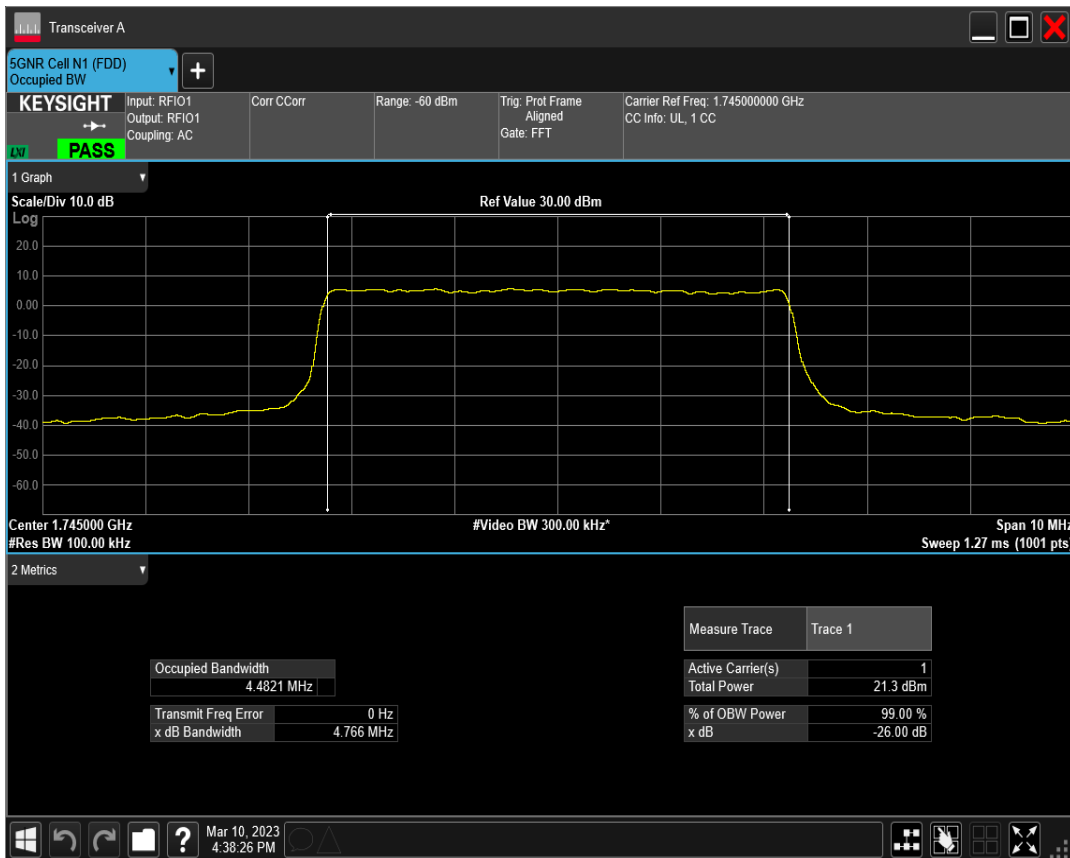 Transceiver A
5GNR Cell N1 (FDD)
Occupied BW
+
KEYSIGHT
LXI
PASS
Input: RFIO1
Output: RFIO1
Coupling: AC
Corr CCorr
Range: -60 dBm
Trig: Prot Frame
Aligned
Gate: FFT
Carrier Ref Freq: 1.745000000 GHz
CC Info: UL, 1 CC
1 Graph
Scale/Div 10.0 dB
Ref Value 30.00 dBm
Log
20.0
10.0
0.00
-10.0
-20.0
-30.0
-40.0
-50.0
-60.0
Center 1.745000 GHz
#Video BW 300.00 kHz*
Span 10 MHz
#Res BW 100.00 kHz
Sweep 1.27 ms (1001 pts)
2 Metrics
Measure Trace Trace 1
Occupied Bandwidth
4.4821 MHz
Active Carrier(s) 1
Total Power 21.3 dBm
Transmit Freq Error 0 Hz
x dB Bandwidth 4.766 MHz
% of OBW Power 99.00 %
x dB -26.00 dB
?
Mar 10, 2023
4:38:26 PM